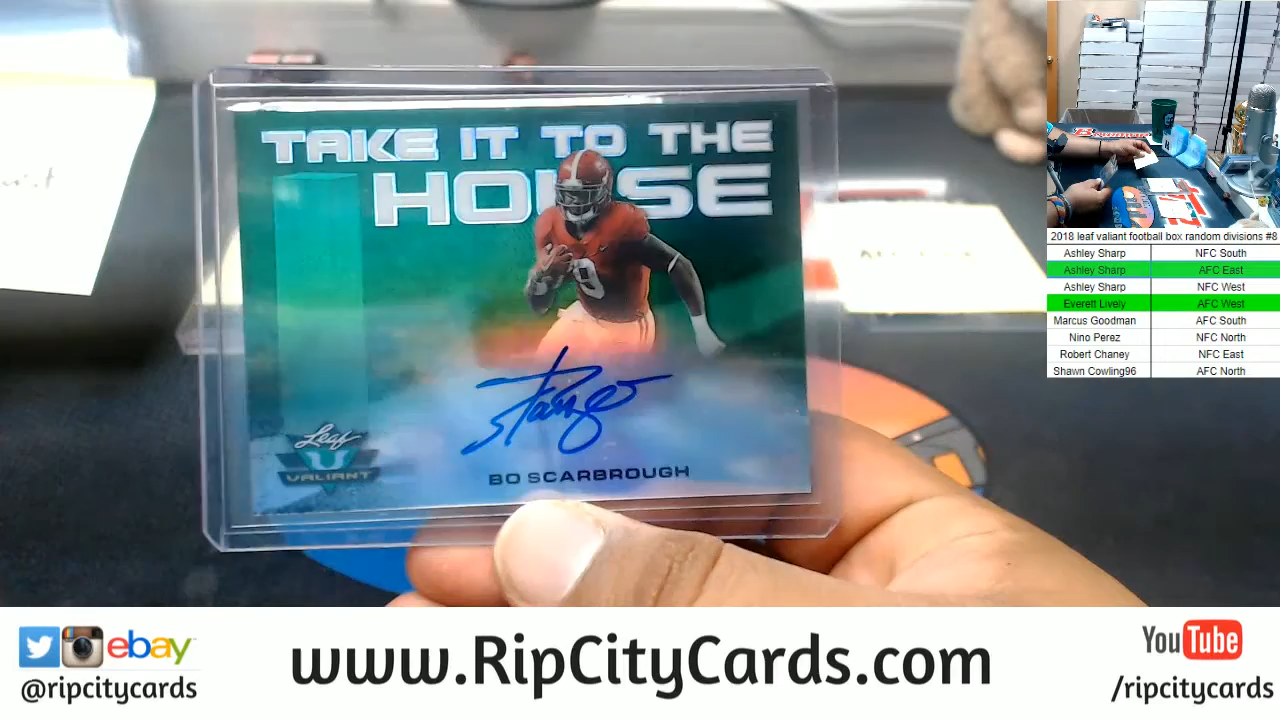 TAKE IT TO THE
HOUSE
9
Leaf
VALIANT
BO SCARBROUGH
2018 leaf valiant football box random divisions #8
Ashley Sharp NFC South
Ashley Sharp AFC East
Ashley Sharp NFC West
Everett Lively AFC West
Marcus Goodman AFC South
Nino Perez NFC North
Robert Chaney NFC East
Shawn Cowling96 AFC North
ebay
@ripcitycards
www.RipCityCards.com
YouTube
/ripcitycards